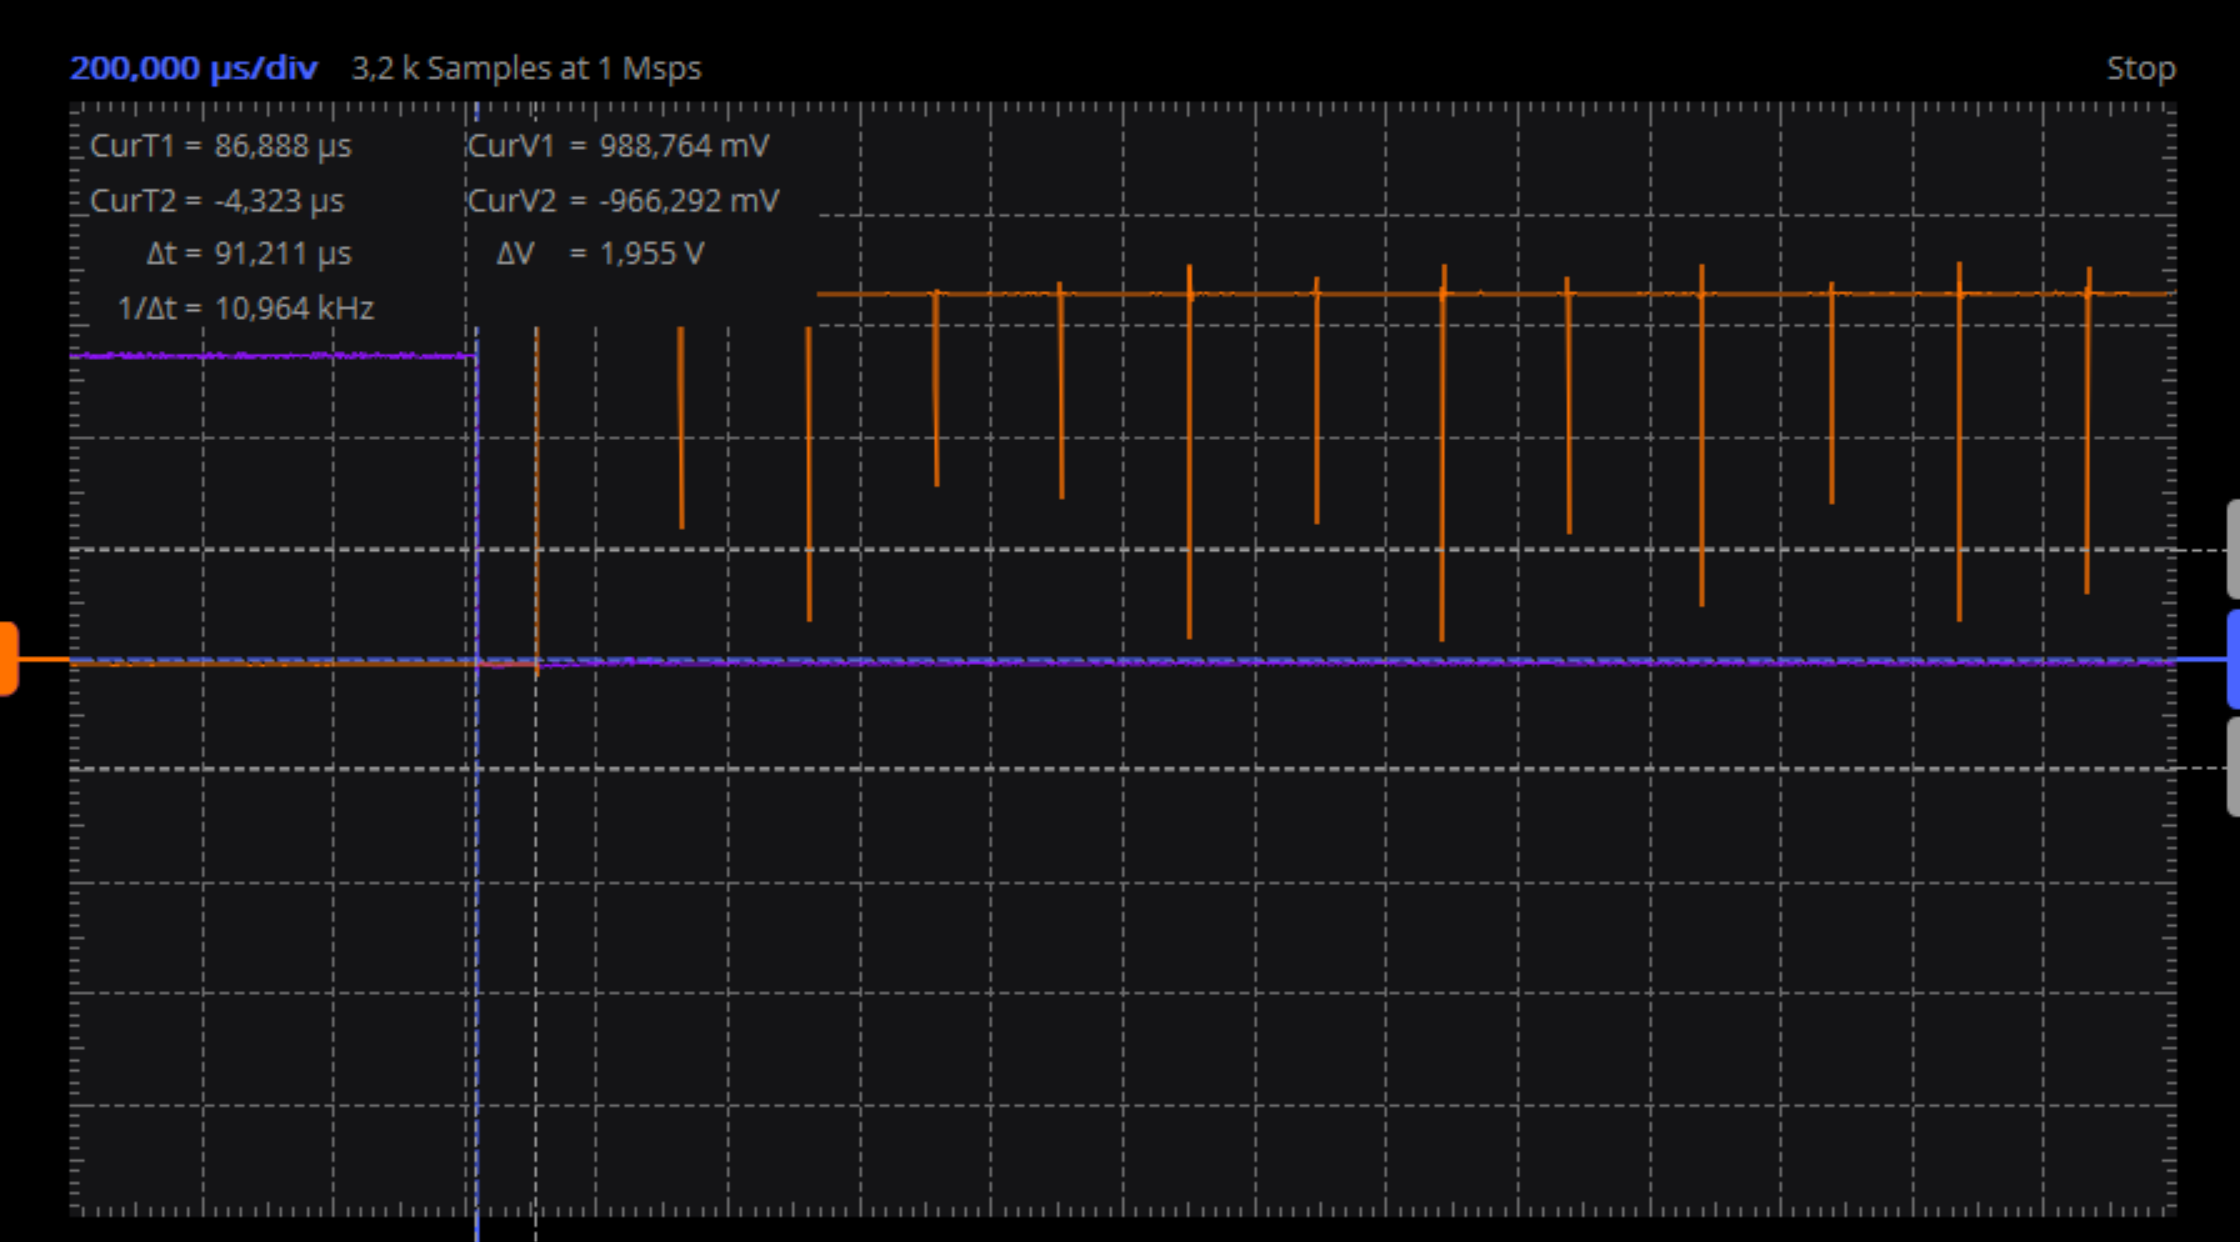 200,000 µs/div 3,2 k Samples at 1 Msps Stop
CurT1 = 86,888 µs CurV1 = 988,764 mV
CurT2 = -4,323 µs CurV2 = -966,292 mV
Δt = 91,211 µs ΔV = 1,955 V
1/Δt = 10,964 kHz